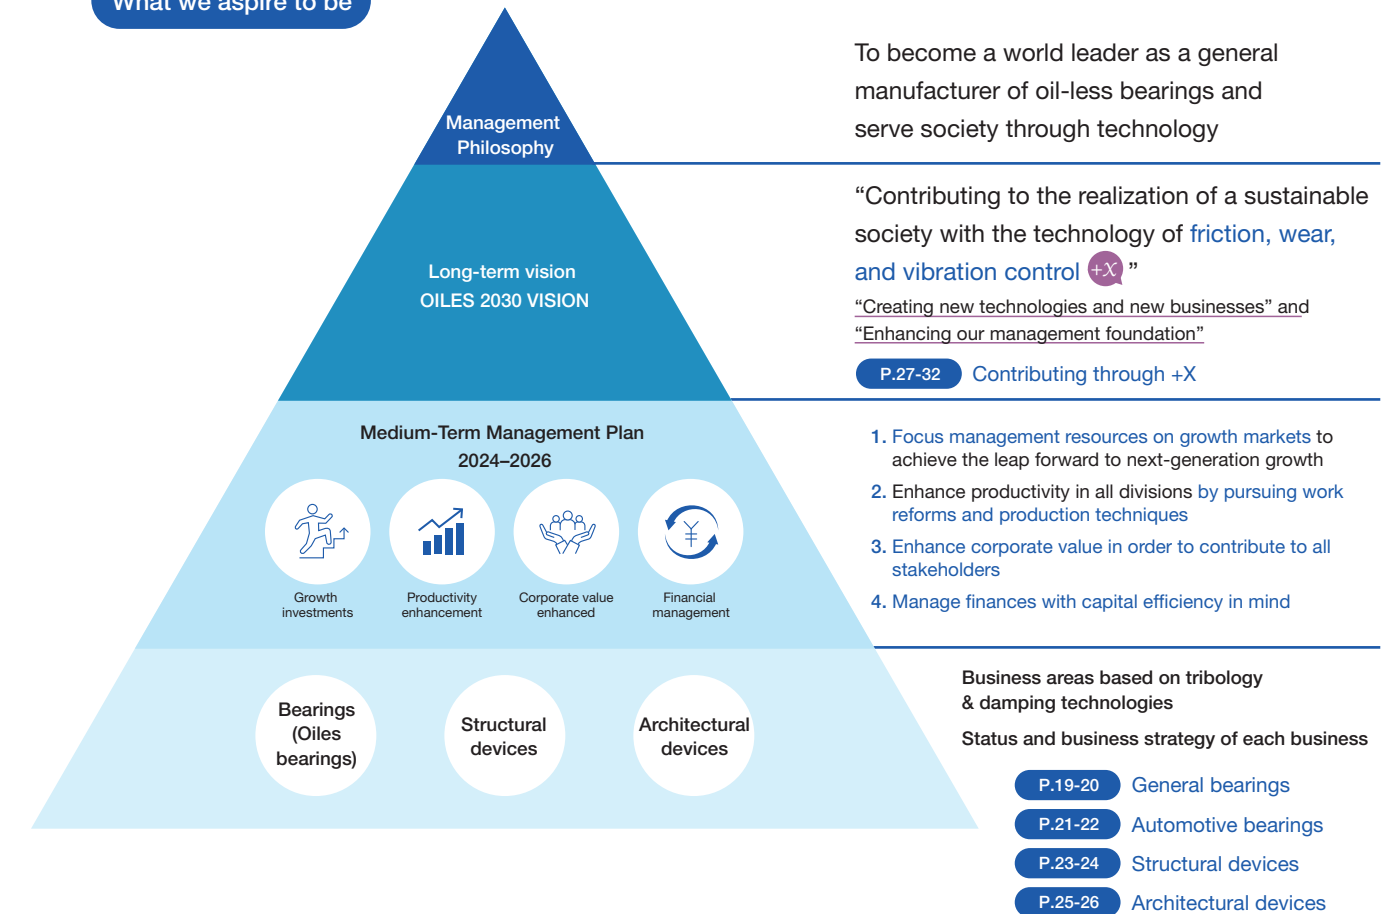 What we aspire to be
Management
Philosophy
To become a world leader as a general
manufacturer of oil-less bearings and
serve society through technology
Long-term vision
OILES 2030 VISION
“Contributing to the realization of a sustainable
society with the technology of friction, wear,
and vibration control +X ”
“Creating new technologies and new businesses” and
“Enhancing our management foundation”
P.27-32 Contributing through +X
Medium-Term Management Plan
2024–2026
Growth
investments
Productivity
enhancement
Corporate value
enhanced
Financial
management
1. Focus management resources on growth markets to
achieve the leap forward to next-generation growth
2. Enhance productivity in all divisions by pursuing work
reforms and production techniques
3. Enhance corporate value in order to contribute to all
stakeholders
4. Manage finances with capital efficiency in mind
Bearings
(Oiles
bearings)
Structural
devices
Architectural
devices
Business areas based on tribology
& damping technologies
Status and business strategy of each business
P.19-20 General bearings
P.21-22 Automotive bearings
P.23-24 Structural devices
P.25-26 Architectural devices